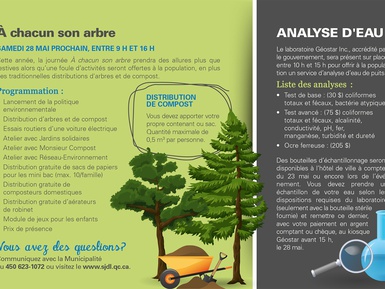 À chacun son arbre
SAMEDI 28 MAI PROCHAIN, ENTRE 9 H ET 16 H
Cette année, la journée À chacun son arbre prendra des allures plus que
festives alors qu'une foule d'activités seront offertes à la population, en plus
des traditionnelles distributions d'arbres et de compost.
Programmation :
Lancement de la politique
environnementale
Distribution d'arbres et de compost
Essais routiers d'une voiture électrique
Atelier avec Jardins solidaires
Atelier avec Monsieur Compost
Atelier avec Réseau-Environnement
Distribution gratuite de sacs de papiers
pour les mini bac (max. 10/famille)
Distribution gratuite de
composteurs domestiques
Distribution gratuite d'aérateurs
de robinet
Module de jeux pour les enfants
Prix de présence
DISTRIBUTION
DE COMPOST
Vous devez apporter votre
propre contenant ou sac.
Quantité maximale de
0,5 m³ par personne.
Vous avez des questions?
Communiquez avec la Municipalité
au 450 623-1072 ou visitez le www.sjdl.qc.ca.
ANALYSE D'EAU
Le laboratoire Géostar Inc., accrédité pa
le gouvernement, sera présent sur place
entre 10 h et 15 h pour offrir à la popula
tion un service d'analyse d'eau de puits
Liste des analyses :
• Test de base : (30 $) coliformes
totaux et fécaux, bactérie atypique
• Test avancé : (75 $) coliformes
totaux et fécaux, alcalinité,
conductivité, pH, fer,
manganèse, turbidité et dureté
• Ocre ferreuse : (205 $)
Des bouteilles d'échantillonnage seront
disponibles à l'hôtel de ville à compter
du 23 mai ou encore lors de l'évé
nement. Vous devez prendre un
échantillon de votre eau selon les
dispositions requises du laboratoire
(seulement avec la bouteille stérile
fournie) et remettre ce dernier,
avec votre paiement en argent
comptant ou chèque, au kiosque
Géostar avant 15 h,
le 28 mai.